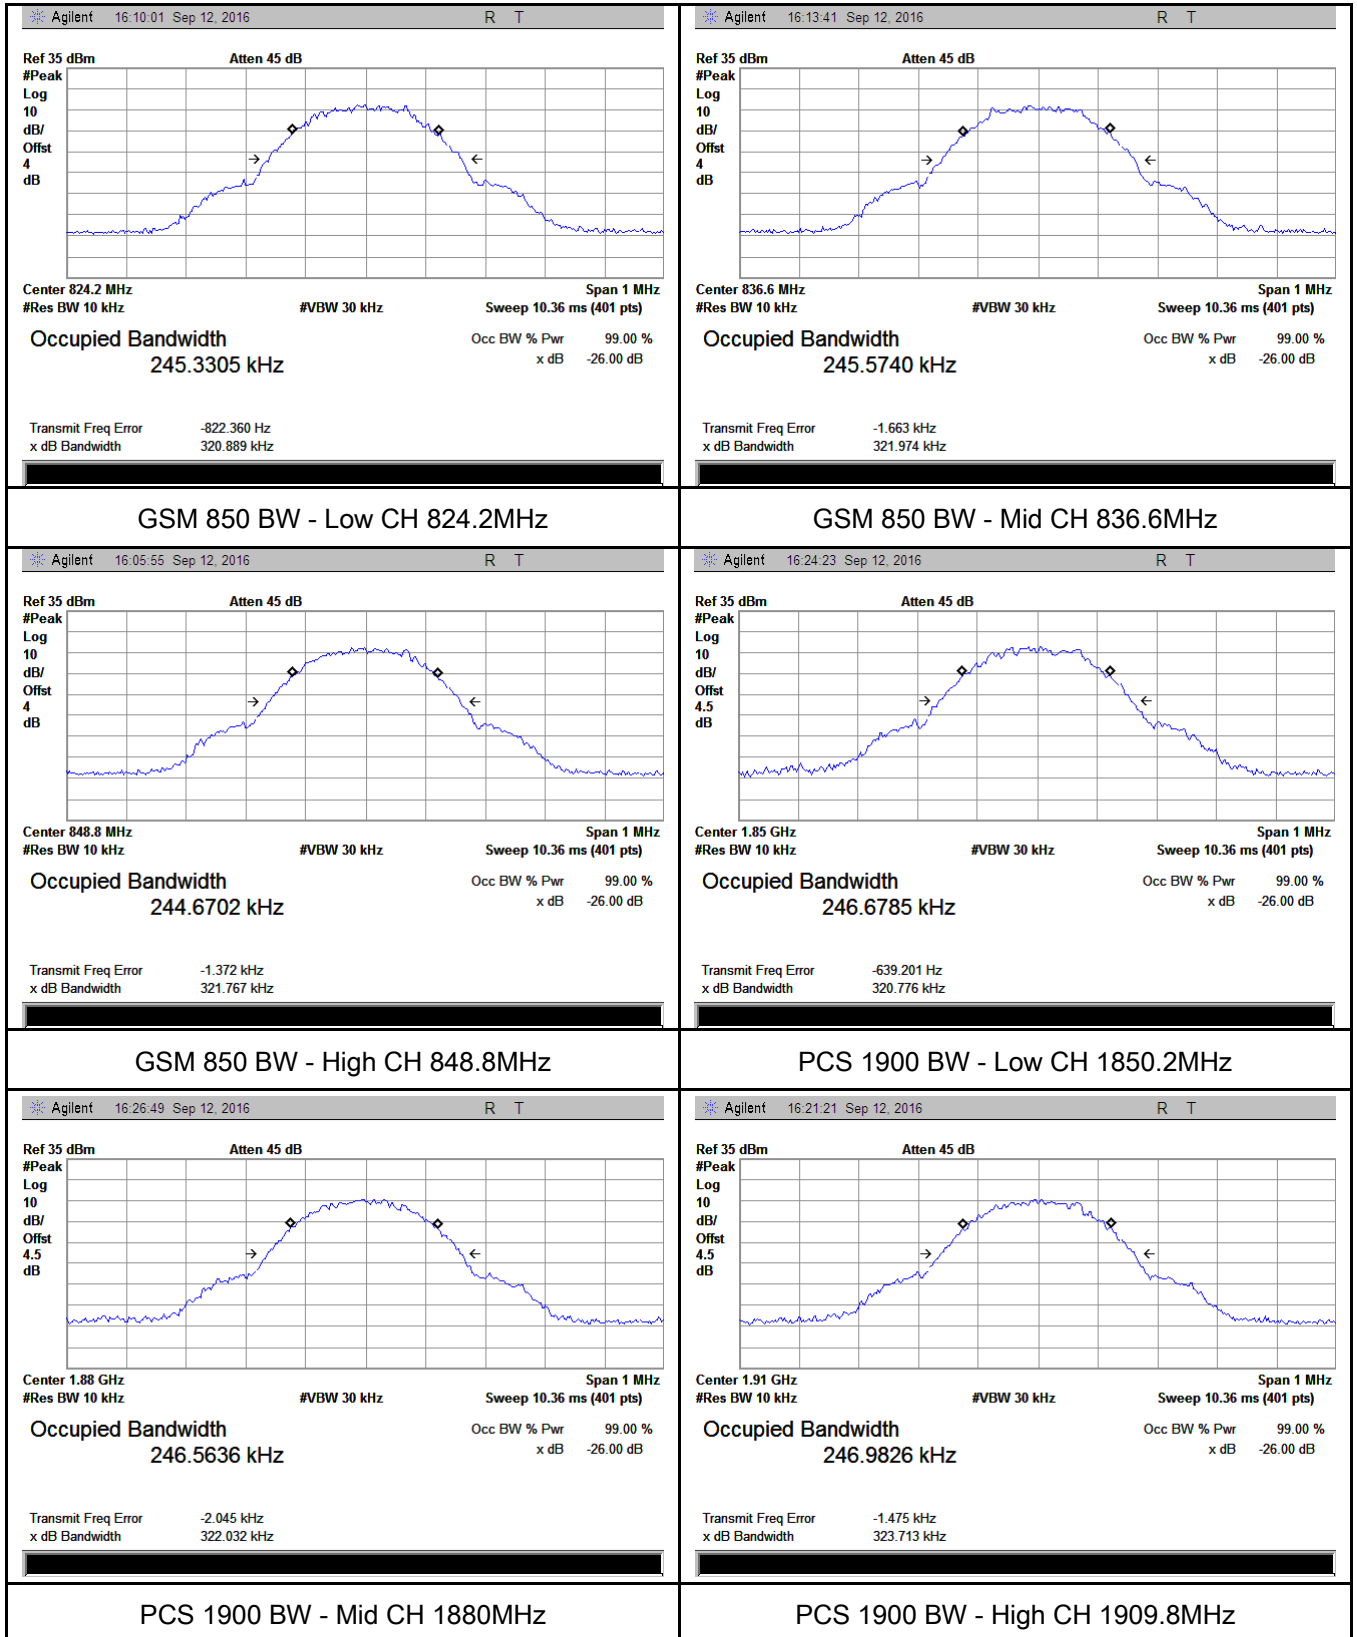 Agilent 16:10:01 Sep 12, 2016 R T
Ref 35 dBm Atten 45 dB
#Peak
Log
10
dB/
Offst
4
dB
Center 824.2 MHz Span 1 MHz
#Res BW 10 kHz #VBW 30 kHz Sweep 10.36 ms (401 pts)
Occupied Bandwidth Occ BW % Pwr 99.00 %
245.3305 kHz x dB -26.00 dB
Transmit Freq Error -822.360 Hz
x dB Bandwidth 320.889 kHz
GSM 850 BW - Low CH 824.2MHz
Agilent 16:13:41 Sep 12, 2016 R T
Ref 35 dBm Atten 45 dB
#Peak
Log
10
dB/
Offst
4
dB
Center 836.6 MHz Span 1 MHz
#Res BW 10 kHz #VBW 30 kHz Sweep 10.36 ms (401 pts)
Occupied Bandwidth Occ BW % Pwr 99.00 %
245.5740 kHz x dB -26.00 dB
Transmit Freq Error -1.663 kHz
x dB Bandwidth 321.974 kHz
GSM 850 BW - Mid CH 836.6MHz
Agilent 16:05:55 Sep 12, 2016 R T
Ref 35 dBm Atten 45 dB
#Peak
Log
10
dB/
Offst
4
dB
Center 848.8 MHz Span 1 MHz
#Res BW 10 kHz #VBW 30 kHz Sweep 10.36 ms (401 pts)
Occupied Bandwidth Occ BW % Pwr 99.00 %
244.6702 kHz x dB -26.00 dB
Transmit Freq Error -1.372 kHz
x dB Bandwidth 321.767 kHz
GSM 850 BW - High CH 848.8MHz
Agilent 16:24:23 Sep 12, 2016 R T
Ref 35 dBm Atten 45 dB
#Peak
Log
10
dB/
Offst
4.5
dB
Center 1.85 GHz Span 1 MHz
#Res BW 10 kHz #VBW 30 kHz Sweep 10.36 ms (401 pts)
Occupied Bandwidth Occ BW % Pwr 99.00 %
246.6785 kHz x dB -26.00 dB
Transmit Freq Error -639.201 Hz
x dB Bandwidth 320.776 kHz
PCS 1900 BW - Low CH 1850.2MHz
Agilent 16:26:49 Sep 12, 2016 R T
Ref 35 dBm Atten 45 dB
#Peak
Log
10
dB/
Offst
4.5
dB
Center 1.88 GHz Span 1 MHz
#Res BW 10 kHz #VBW 30 kHz Sweep 10.36 ms (401 pts)
Occupied Bandwidth Occ BW % Pwr 99.00 %
246.5636 kHz x dB -26.00 dB
Transmit Freq Error -2.045 kHz
x dB Bandwidth 322.032 kHz
PCS 1900 BW - Mid CH 1880MHz
Agilent 16:21:21 Sep 12, 2016 R T
Ref 35 dBm Atten 45 dB
#Peak
Log
10
dB/
Offst
4.5
dB
Center 1.91 GHz Span 1 MHz
#Res BW 10 kHz #VBW 30 kHz Sweep 10.36 ms (401 pts)
Occupied Bandwidth Occ BW % Pwr 99.00 %
246.9826 kHz x dB -26.00 dB
Transmit Freq Error -1.475 kHz
x dB Bandwidth 323.713 kHz
PCS 1900 BW - High CH 1909.8MHz